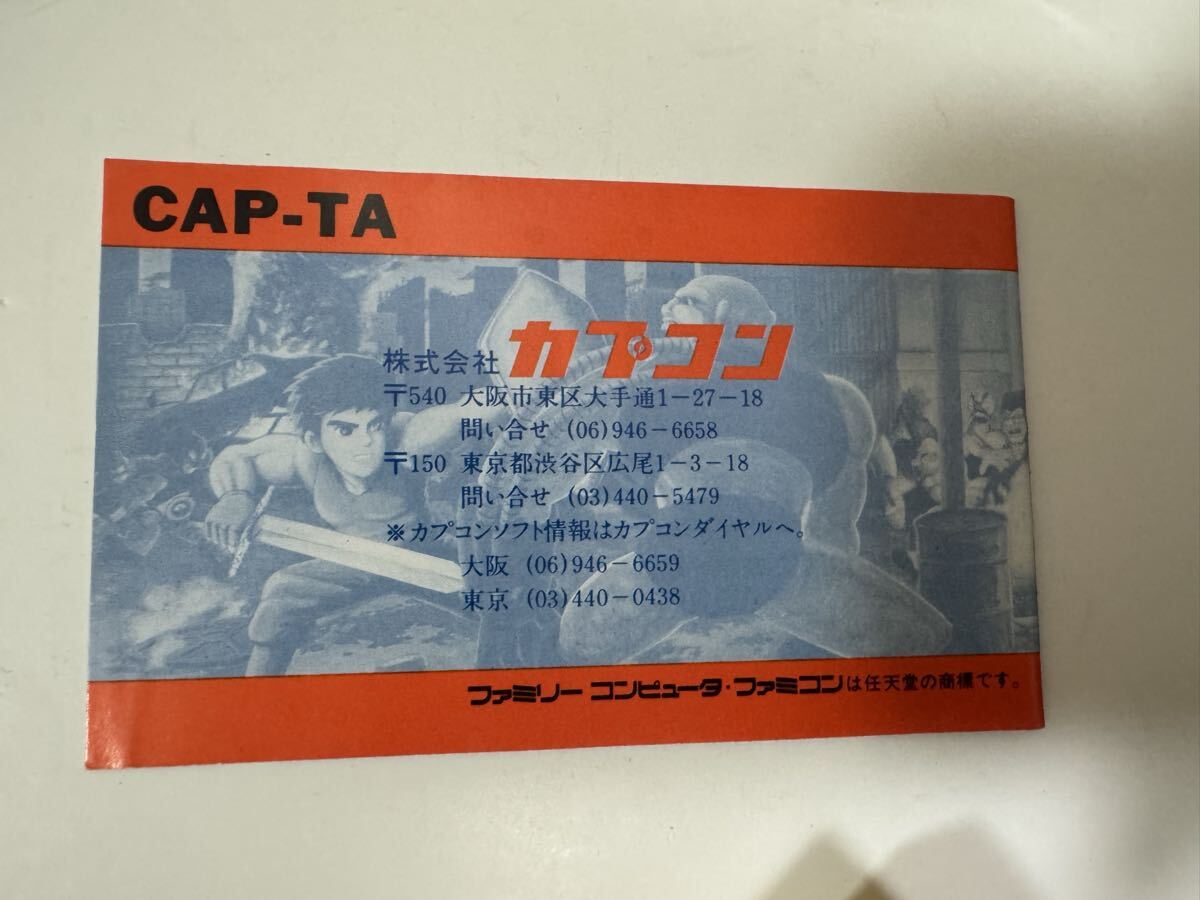 CAP-TA
株式会社 カプコン
〒540 大阪市東区大手通1-27-18
問い合せ (06)946-6658
〒150 東京都渋谷区広尾1-3-18
問い合せ (03)440-5479
※カプコンソフト情報はカプコンダイヤルへ。
大阪 (06)946-6659
東京 (03)440-0438
ファミリーコンピュータ・ファミコンは任天堂の商標です。